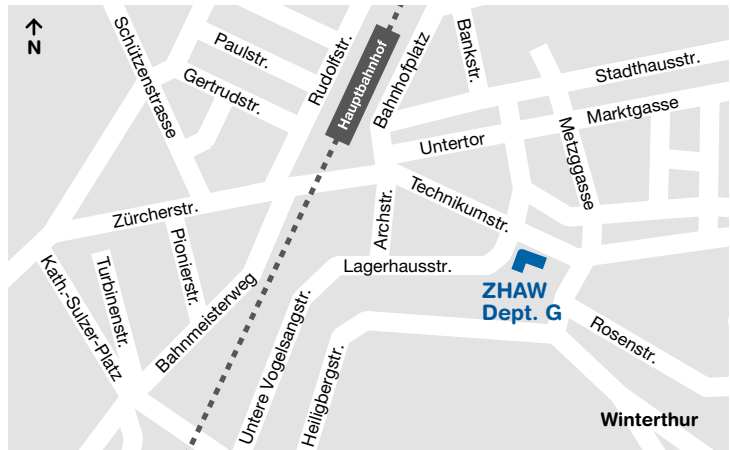 N
Schützenstrasse
Paulstr.
Gertrudstr.
Rudolfstr.
Hauptbahnhof
Bahnhofplatz
Bankstr.
Stadthausstr.
Marktgasse
Untertor
Metzggasse
Technikumstr.
Zürcherstr.
Pionierstr.
Archstr.
Lagerhausstr.
Kath.-Sulzer-Platz
Turbinenstr.
Bahnmeisterweg
Untere Vogelsangstr.
Heiligbergstr.
ZHAW
Dept. G
Rosenstr.
Winterthur